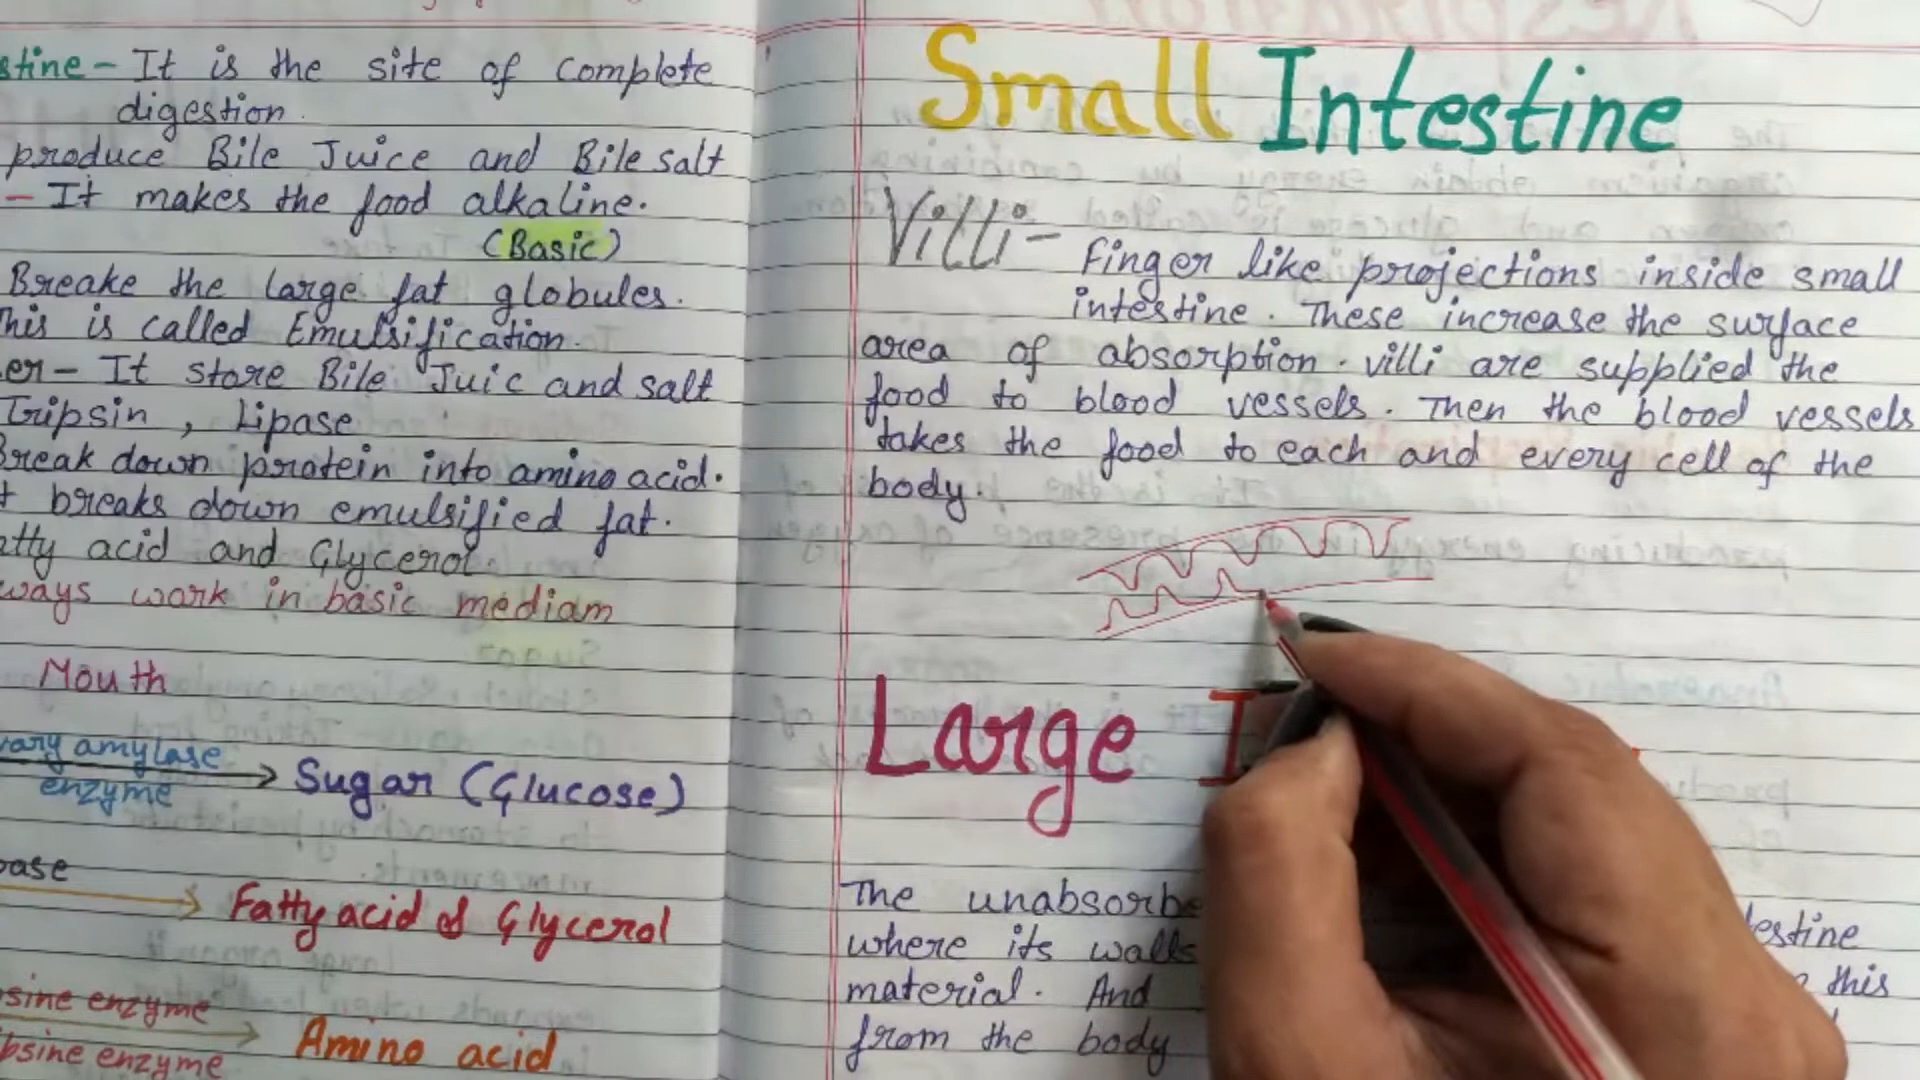 stine - It is the site of complete
digestion.
produce Bile Juice and Bile salt
- It makes the food alkaline.
(Basic)
Breake the large fat globules.
This is called Emulsification.
er - It store Bile Juic and salt
Tripsin , Lipase
Break down protein into amino acid.
t breaks down emulsified fat.
atty acid and Glycerol.
ways work in basic mediam
Mouth
vary amylase
enzyme
Sugar (Glucose)
pase
Fatty acid & Glycerol
psine enzyme
ipsine enzyme
Amino acid
Small Intestine
Villi - Finger like projections inside small
intestine. These increase the surface
area of absorption. villi are supplied the
food to blood vessels. Then the blood vessels
takes the food to each and every cell of the
body.
Large I
The unabsorbe
estine
where its walls
this
material. And
from the body